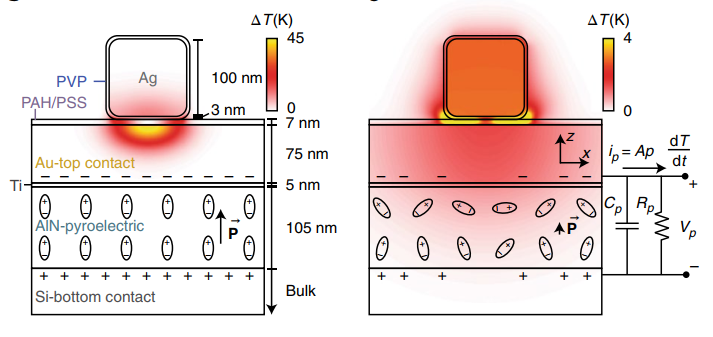 ΔT(K)
45
0
PVP
Ag
100 nm
PAH/PSS
3 nm
7 nm
Au-top contact
75 nm
− − − − − − − − − − −
Ti
5 nm
AlN-pyroelectric
P
105 nm
+ + + + + + + + + + +
Si-bottom contact
Bulk
ΔT(K)
4
0
z
x
i_p = Ap dT/dt
− − − − −
+
C_p
R_p
V_p
P
+ + + + + +
−